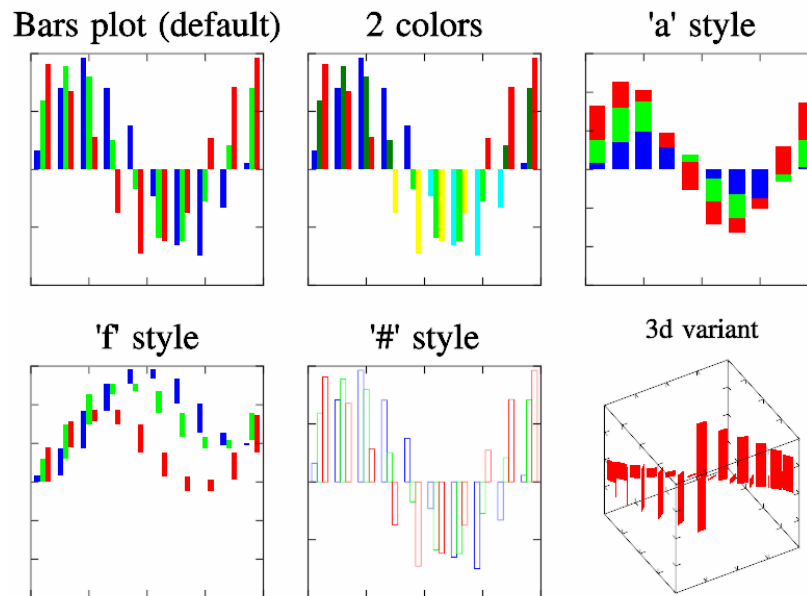 Bars plot (default)
2 colors
'a' style
'f' style
'#' style
3d variant